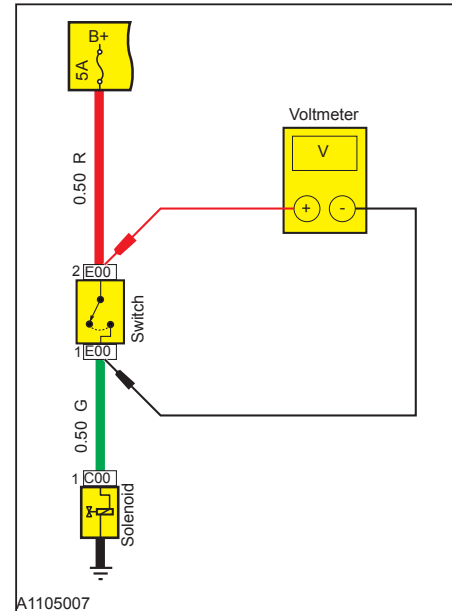 B+
5A
0.50 R
Voltmeter
V
+ -
2 E00
Switch
1 E00
0.50 G
1 C00
Solenoid
A1105007